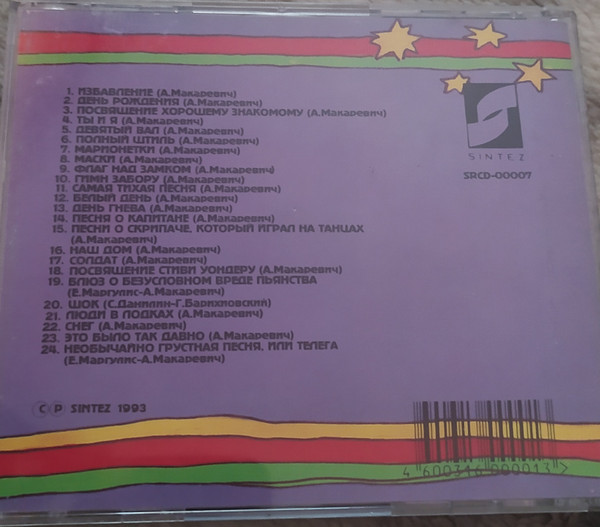 1. ИЗБАВЛЕНИЕ (А.Макаревич)
2. ДЕНЬ РОЖДЕНИЯ (А.Макаревич)
3. ПОСВЯЩЕНИЕ ХОРОШЕМУ ЗНАКОМОМУ (А.Макаревич)
4. ТЫ И Я (А.Макаревич)
5. ДЕВЯТЫЙ ВАЛ (А.Макаревич)
6. ПОЛНЫЙ ШТИЛЬ (А.Макаревич)
7. МАРИОНЕТКИ (А.Макаревич)
8. МАСКИ (А.Макаревич)
9. ФЛАГ НАД ЗАМКОМ (А.Макаревич)
10. ГИМН ЗАБОРУ (А.Макаревич)
11. САМАЯ ТИХАЯ ПЕСНЯ (А.Макаревич)
12. БЕЛЫЙ ДЕНЬ (А.Макаревич)
13. ДЕНЬ ГНЕВА (А.Макаревич)
14. ПЕСНЯ О КАПИТАНЕ (А.Макаревич)
15. ПЕСНИ О СКРИПАЧЕ, КОТОРЫЙ ИГРАЛ НА ТАНЦАХ
(А.Макаревич)
16. НАШ ДОМ (А.Макаревич)
17. СОЛДАТ (А.Макаревич)
18. ПОСВЯЩЕНИЕ СТИВИ УОНДЕРУ (А.Макаревич)
19. БЛЮЗ О БЕЗУСЛОВНОМ ВРЕДЕ ПЬЯНСТВА
(Е.Маргулис-А.Макаревич)
20. ШОК (С.Данилин-Г.Барихновский)
21. ЛЮДИ В ЛОДКАХ (А.Макаревич)
22. СНЕГ (А.Макаревич)
23. ЭТО БЫЛО ТАК ДАВНО (А.Макаревич)
24. НЕОБЫЧАЙНО ГРУСТНАЯ ПЕСНЯ, ИЛИ ТЕЛЕГА
(Е.Маргулис-А.Макаревич)
SINTEZ
SRCD-00007
Ⓒ Ⓟ SINTEZ 1993
4 600316 000013 >